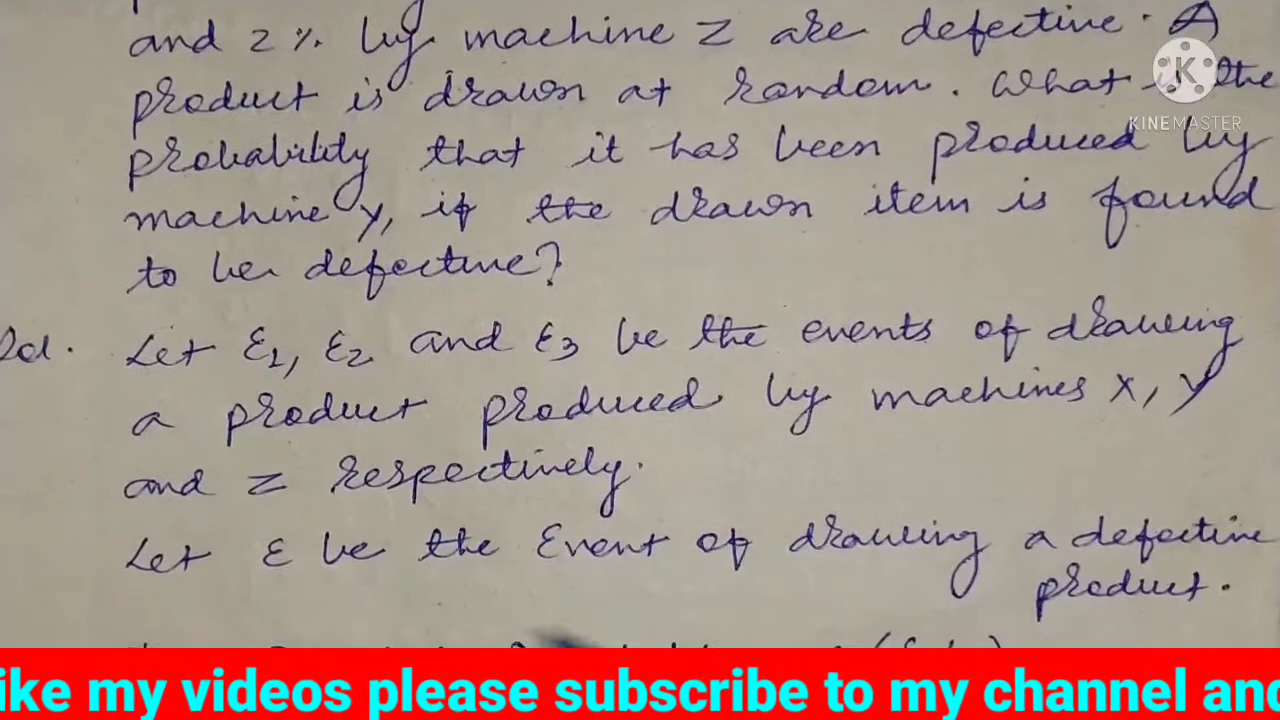 and 2% by machine Z are defective. A
product is drawn at random. What is the
KINEMASTER
probability that it has been produced by
machine Y, if the drawn item is found
to be defective?
Sol. Let E1, E2 and E3 be the events of drawing
a product produced by machines X, Y
and Z respectively.
Let E be the Event of drawing a defective
product.
ike my videos please subscribe to my channel and